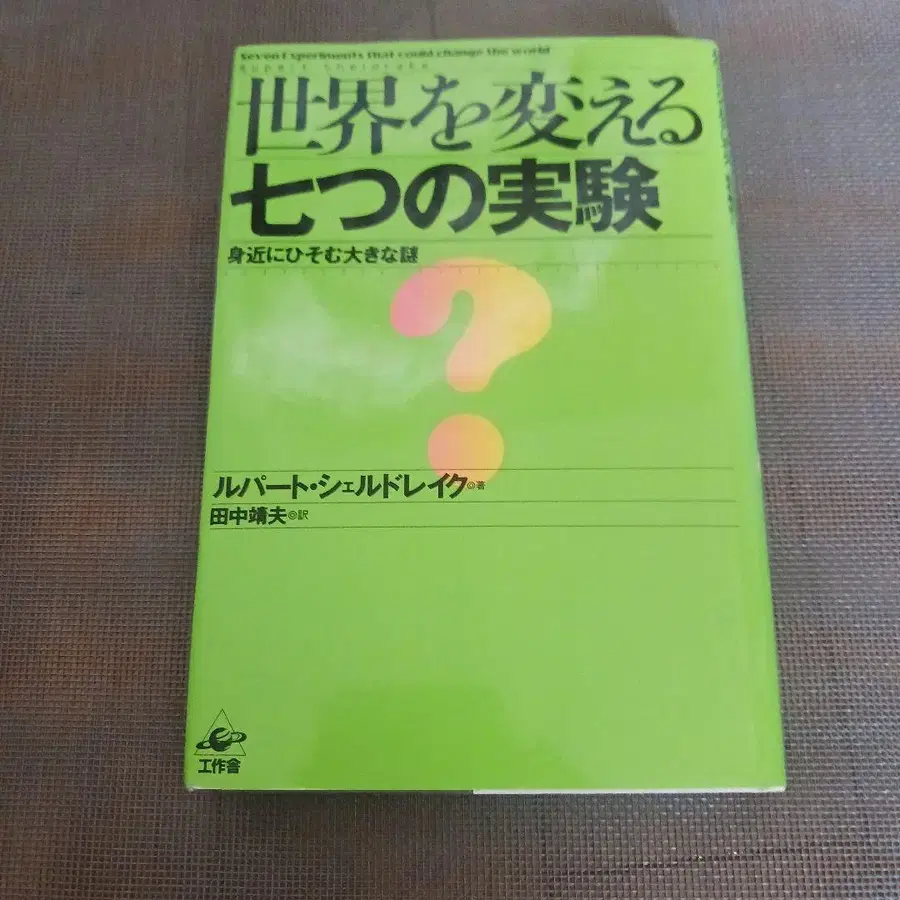 Seven Experiments that could change the world
Rupert Sheldrake
世界を変える
七つの実験
身近にひそむ大きな謎
ルパート・シェルドレイク◎著
田中靖夫◎訳
工作舎